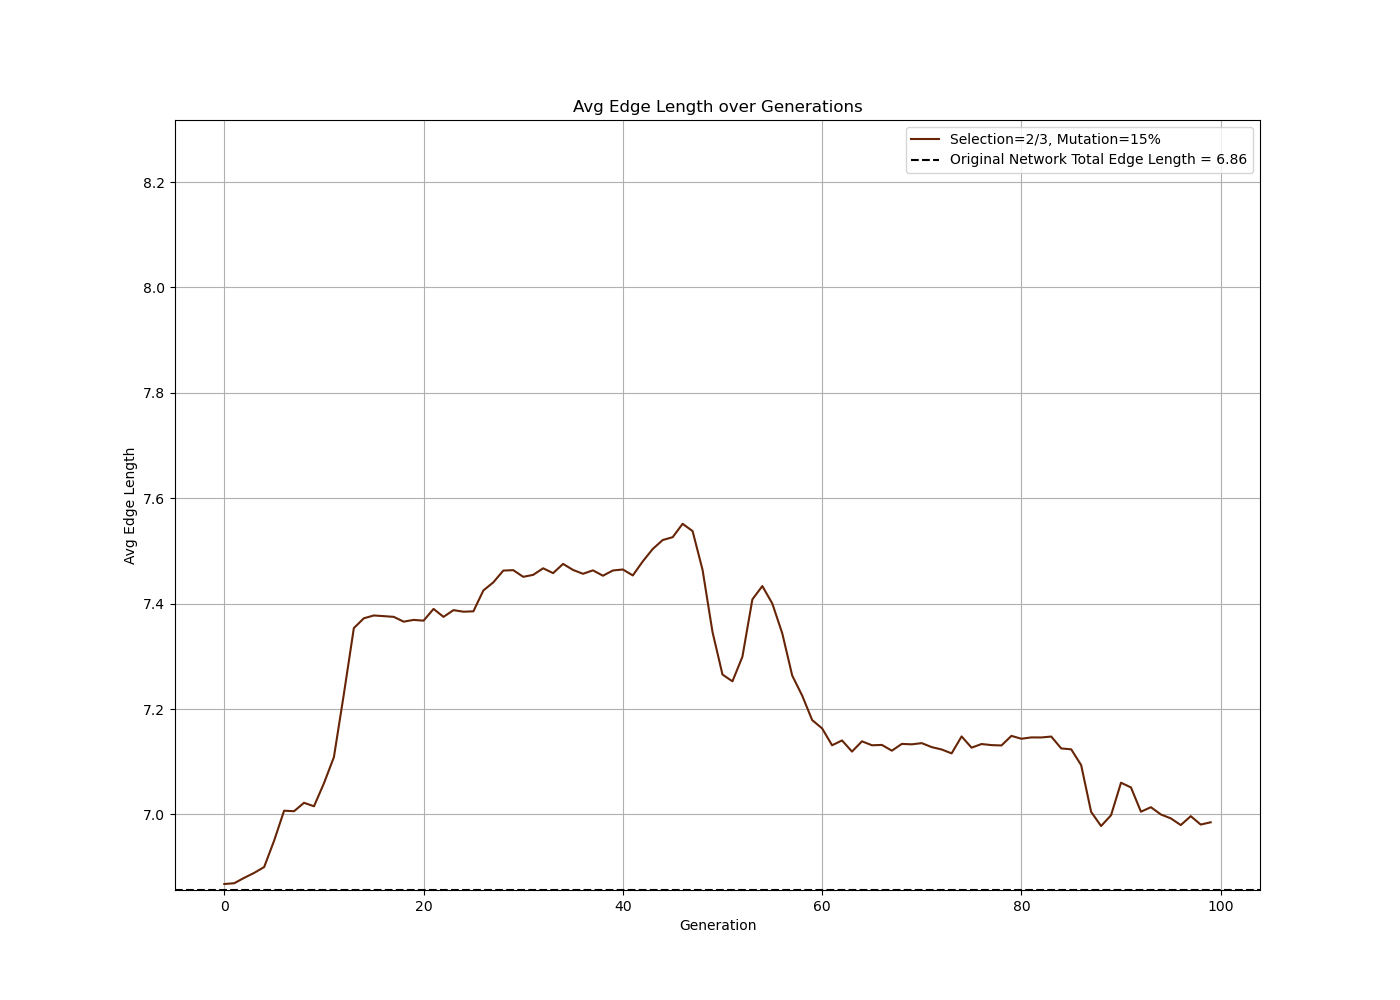 Avg Edge Length over Generations
Selection=2/3, Mutation=15%
Original Network Total Edge Length = 6.86
8.2
8.0
7.8
7.6
7.4
7.2
7.0
Avg Edge Length
0 20 40 60 80 100
Generation